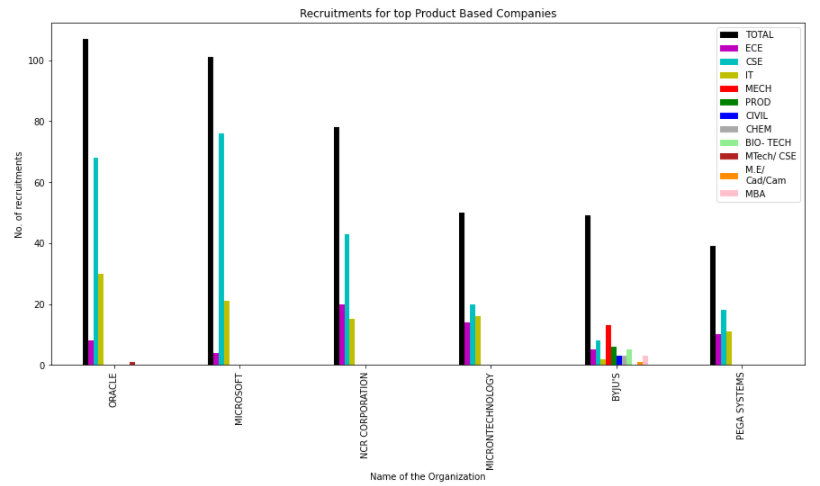 Recruitments for top Product Based Companies
No. of recruitments
100
80
60
40
20
0
TOTAL
ECE
CSE
IT
MECH
PROD
CIVIL
CHEM
BIO- TECH
MTech/ CSE
M.E/
Cad/Cam
MBA
ORACLE
MICROSOFT
NCR CORPORATION
MICRONTECHNOLOGY
BYJU'S
PEGA SYSTEMS
Name of the Organization